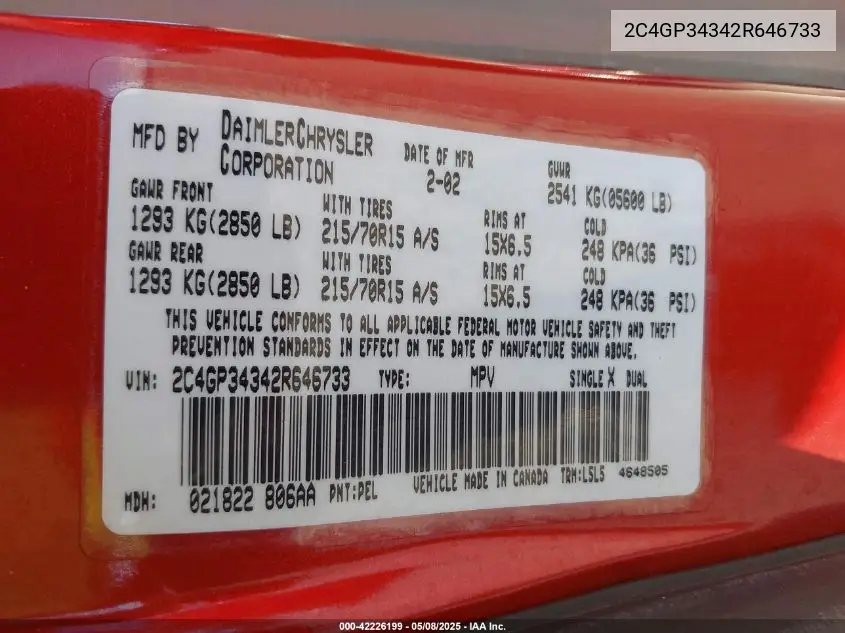 2C4GP34342R646733
MFD BY DAIMLERCHRYSLER CORPORATION
DATE OF MFR 2-02
GVWR 2541 KG(05600 LB)
GAWR FRONT WITH TIRES RIMS AT COLD
1293 KG(2850 LB) 215/70R15 A/S 15X6.5 248 KPA(36 PSI)
GAWR REAR WITH TIRES RIMS AT COLD
1293 KG(2850 LB) 215/70R15 A/S 15X6.5 248 KPA(36 PSI)
THIS VEHICLE CONFORMS TO ALL APPLICABLE FEDERAL MOTOR VEHICLE SAFETY AND THEFT
PREVENTION STANDARDS IN EFFECT ON THE DATE OF MANUFACTURE SHOWN ABOVE.
VIN: 2C4GP34342R646733 TYPE: MPV SINGLE X DUAL
MDH: 021822 806AA PNT:PEL VEHICLE MADE IN CANADA TRM:L5L5 4648505
000-42226199 — 05/08/2025 — IAA Inc.